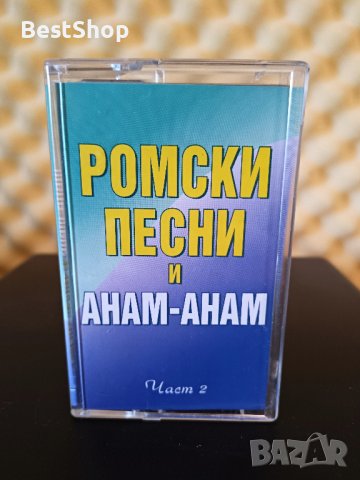 BestShop
РОМСКИ
ПЕСНИ
и
АНАМ-АНАМ
Част 2
BAZAR